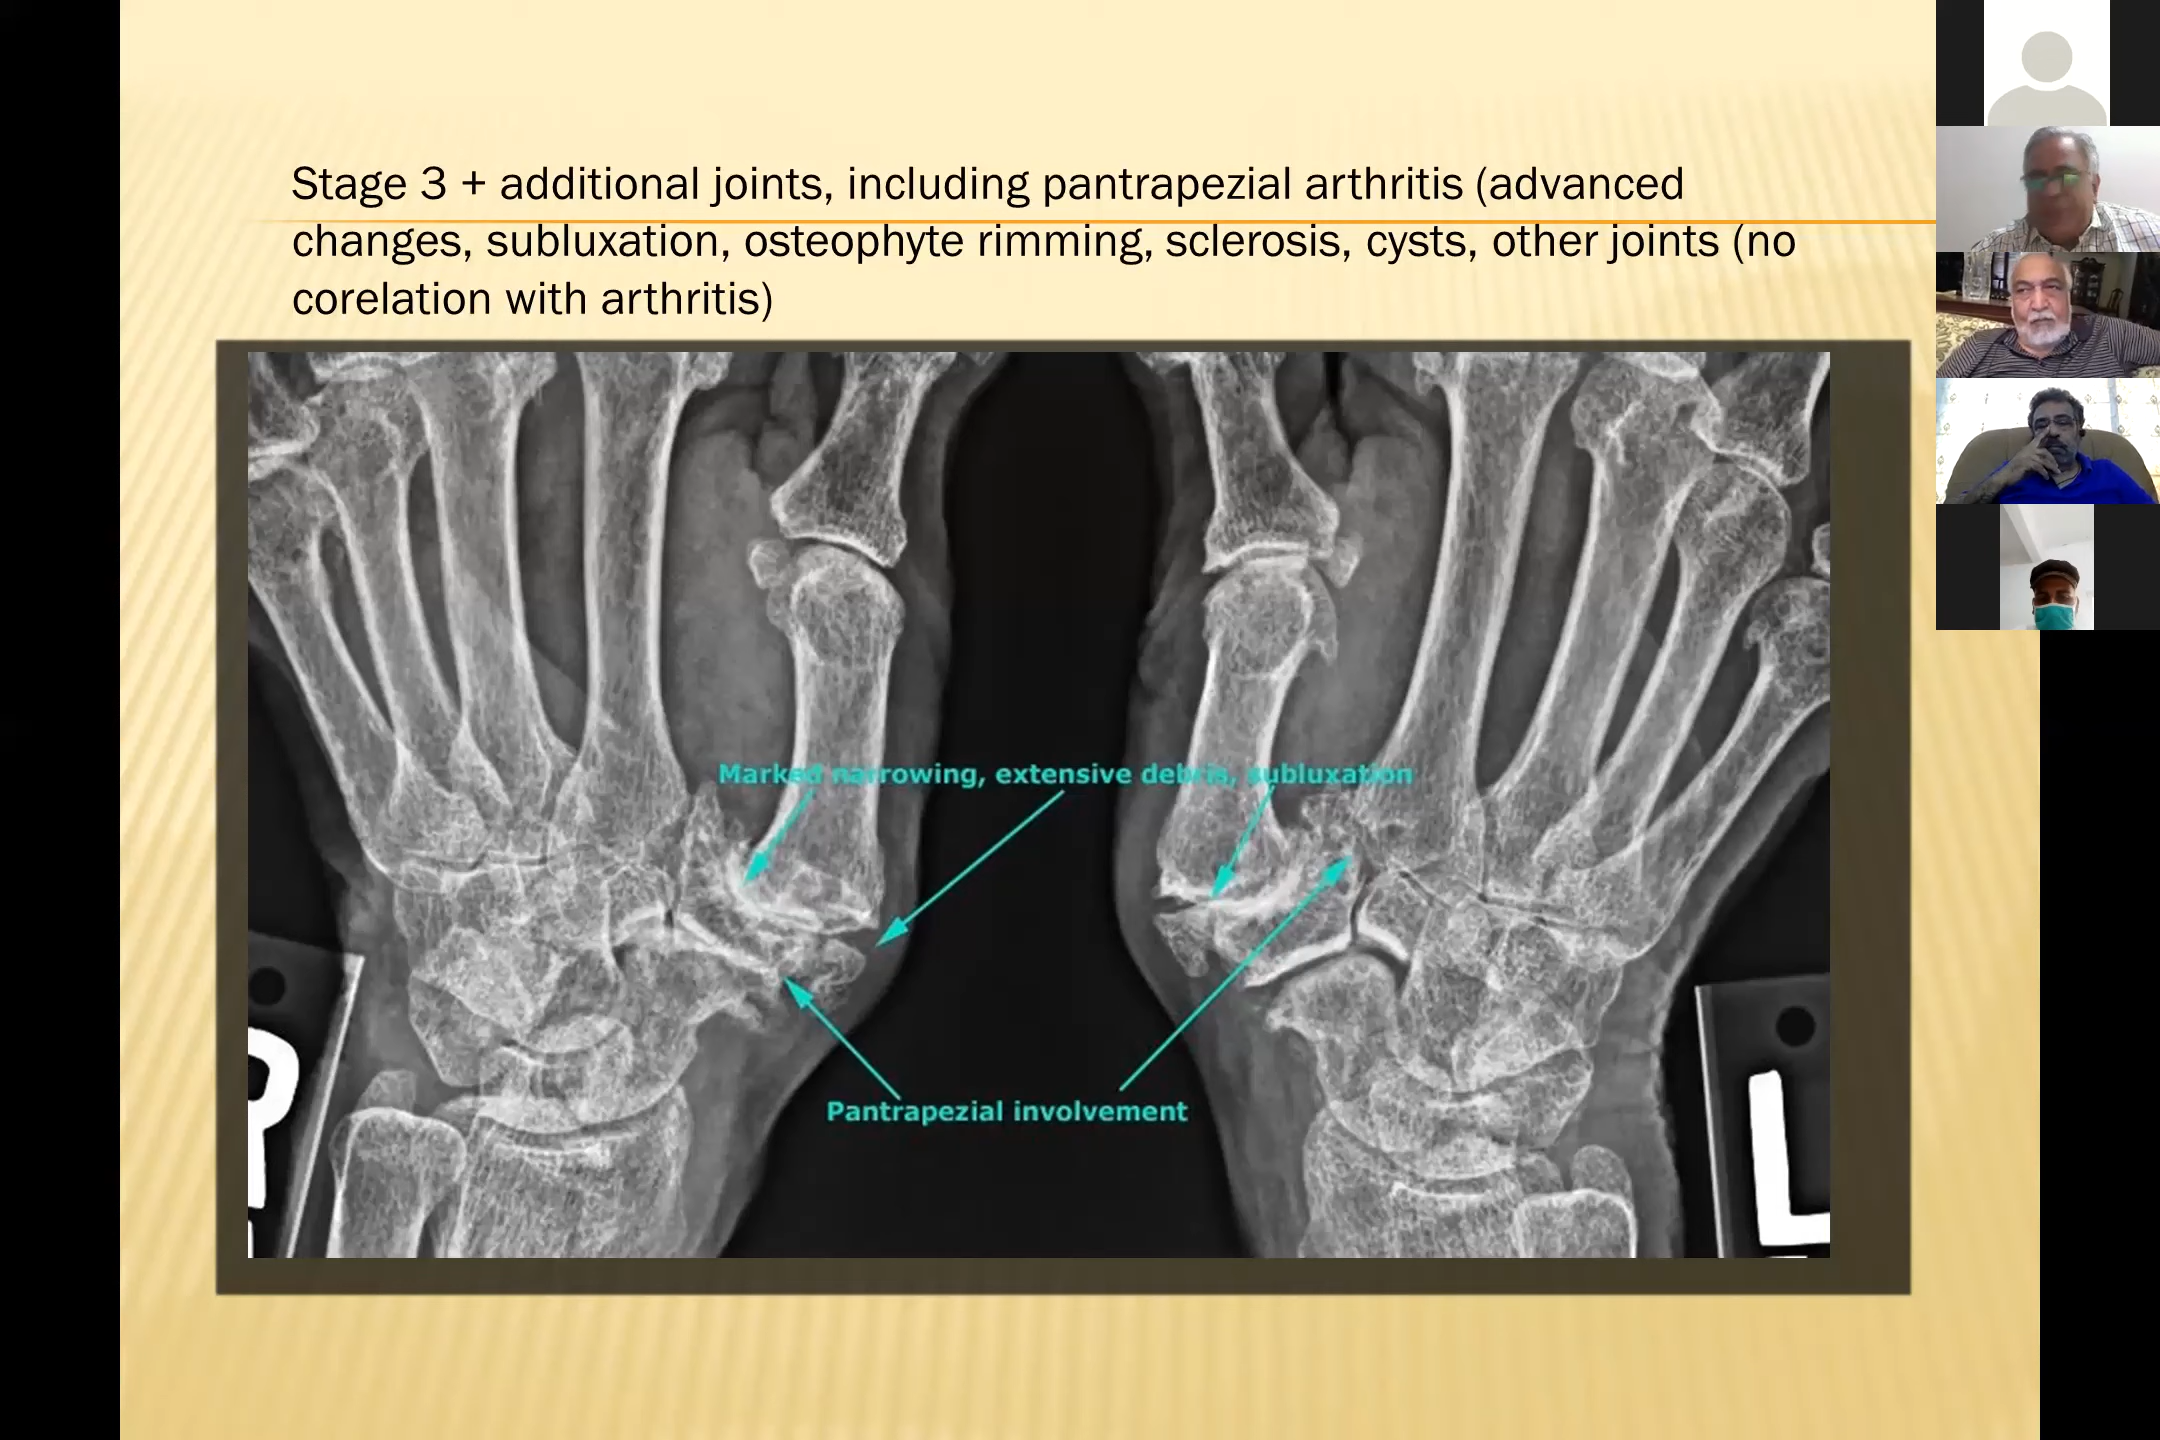 Stage 3 + additional joints, including pantrapezial arthritis (advanced
changes, subluxation, osteophyte rimming, sclerosis, cysts, other joints (no
corelation with arthritis)
Marked narrowing, extensive debris, subluxation
Pantrapezial involvement
R
L